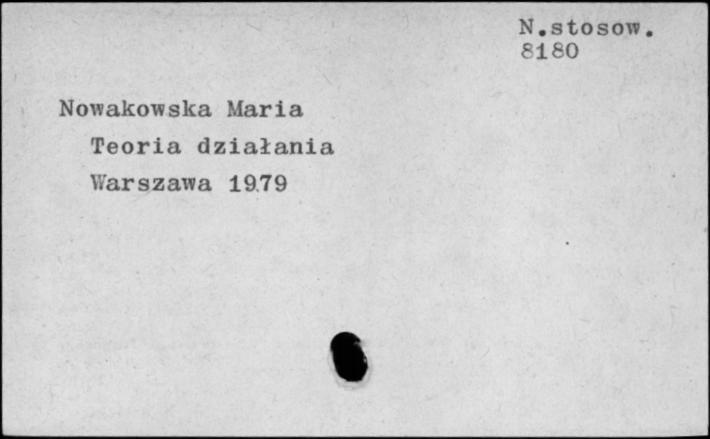 N.stosow.
8180
Nowakowska Maria
Teoria działania
Warszawa 1979